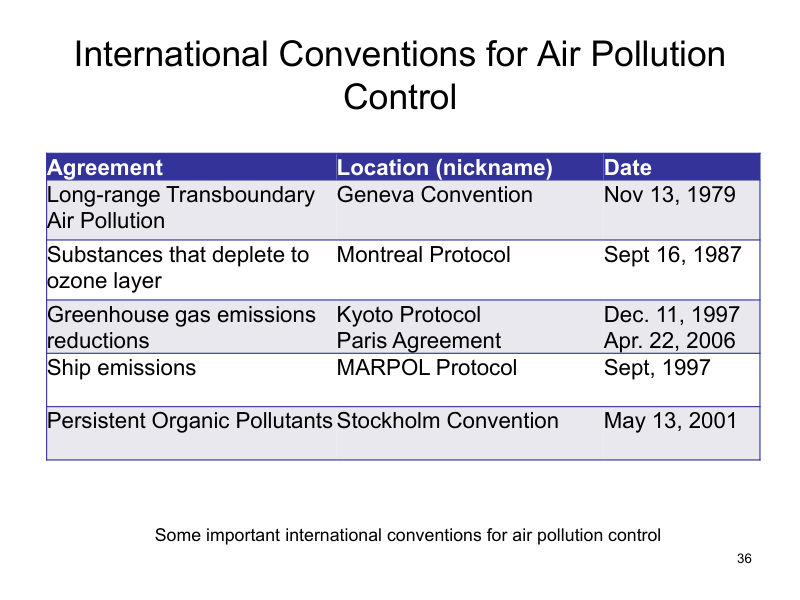 International Conventions for Air Pollution
Control
Agreement Location (nickname) Date
Long-range Transboundary Geneva Convention Nov 13, 1979
Air Pollution
Substances that deplete to Montreal Protocol Sept 16, 1987
ozone layer
Greenhouse gas emissions Kyoto Protocol Dec. 11, 1997
reductions Paris Agreement Apr. 22, 2006
Ship emissions MARPOL Protocol Sept, 1997
Persistent Organic Pollutants Stockholm Convention May 13, 2001
Some important international conventions for air pollution control
36